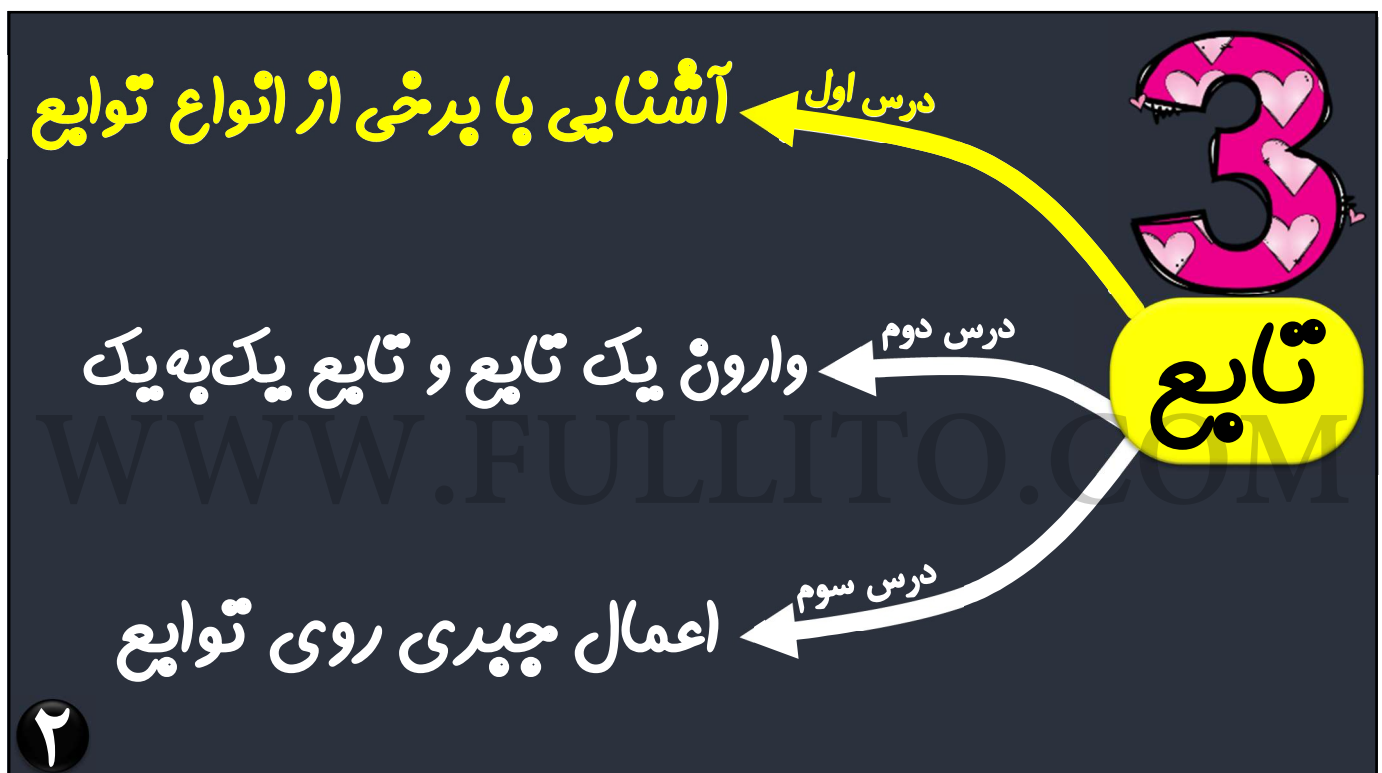 3
درس اول
آشنایی با برخی از انواع توابع
تابع
درس دوم
وارون یک تابع و تابع یک‌به‌یک
WWW.FULLITO.COM
درس سوم
اعمال جبری روی توابع
۲